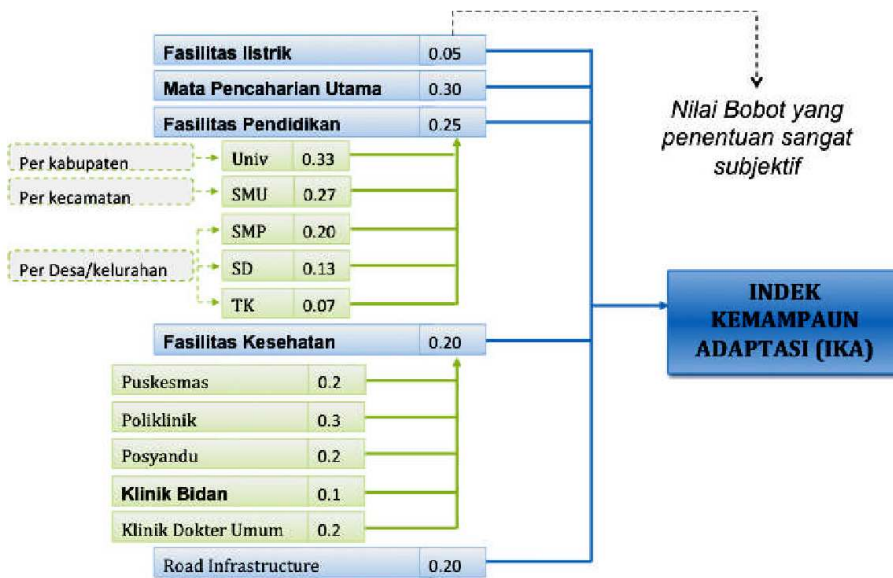 Fasilitas listrik 0.05
Mata Pencaharian Utama 0.30
Fasilitas Pendidikan 0.25
Per kabupaten Univ 0.33
Per kecamatan SMU 0.27
SMP 0.20
Per Desa/kelurahan SD 0.13
TK 0.07
Fasilitas Kesehatan 0.20
Puskesmas 0.2
Poliklinik 0.3
Posyandu 0.2
Klinik Bidan 0.1
Klinik Dokter Umum 0.2
Road Infrastructure 0.20
Nilai Bobot yang
penentuan sangat
subjektif
INDEK
KEMAMPAUN
ADAPTASI (IKA)